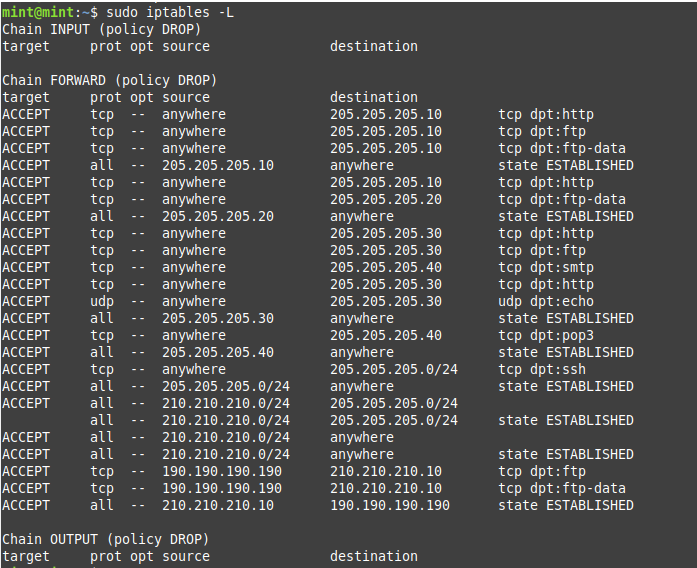 mint@mint:~$ sudo iptables -L
Chain INPUT (policy DROP)
target     prot opt source               destination

Chain FORWARD (policy DROP)
target     prot opt source               destination
ACCEPT     tcp  --  anywhere             205.205.205.10       tcp dpt:http
ACCEPT     tcp  --  anywhere             205.205.205.10       tcp dpt:ftp
ACCEPT     tcp  --  anywhere             205.205.205.10       tcp dpt:ftp-data
ACCEPT     all  --  205.205.205.10       anywhere             state ESTABLISHED
ACCEPT     tcp  --  anywhere             205.205.205.10       tcp dpt:http
ACCEPT     tcp  --  anywhere             205.205.205.20       tcp dpt:ftp-data
ACCEPT     all  --  205.205.205.20       anywhere             state ESTABLISHED
ACCEPT     tcp  --  anywhere             205.205.205.30       tcp dpt:http
ACCEPT     tcp  --  anywhere             205.205.205.30       tcp dpt:ftp
ACCEPT     tcp  --  anywhere             205.205.205.40       tcp dpt:smtp
ACCEPT     tcp  --  anywhere             205.205.205.30       tcp dpt:http
ACCEPT     udp  --  anywhere             205.205.205.30       udp dpt:echo
ACCEPT     all  --  205.205.205.30       anywhere             state ESTABLISHED
ACCEPT     tcp  --  anywhere             205.205.205.40       tcp dpt:pop3
ACCEPT     all  --  205.205.205.40       anywhere             state ESTABLISHED
ACCEPT     tcp  --  anywhere             205.205.205.0/24     tcp dpt:ssh
ACCEPT     all  --  205.205.205.0/24     anywhere             state ESTABLISHED
ACCEPT     all  --  210.210.210.0/24     205.205.205.0/24
           all  --  210.210.210.0/24     205.205.205.0/24     state ESTABLISHED
ACCEPT     all  --  210.210.210.0/24     anywhere
ACCEPT     all  --  210.210.210.0/24     anywhere             state ESTABLISHED
ACCEPT     tcp  --  190.190.190.190      210.210.210.10       tcp dpt:ftp
ACCEPT     tcp  --  190.190.190.190      210.210.210.10       tcp dpt:ftp-data
ACCEPT     all  --  210.210.210.10       190.190.190.190      state ESTABLISHED

Chain OUTPUT (policy DROP)
target     prot opt source               destination